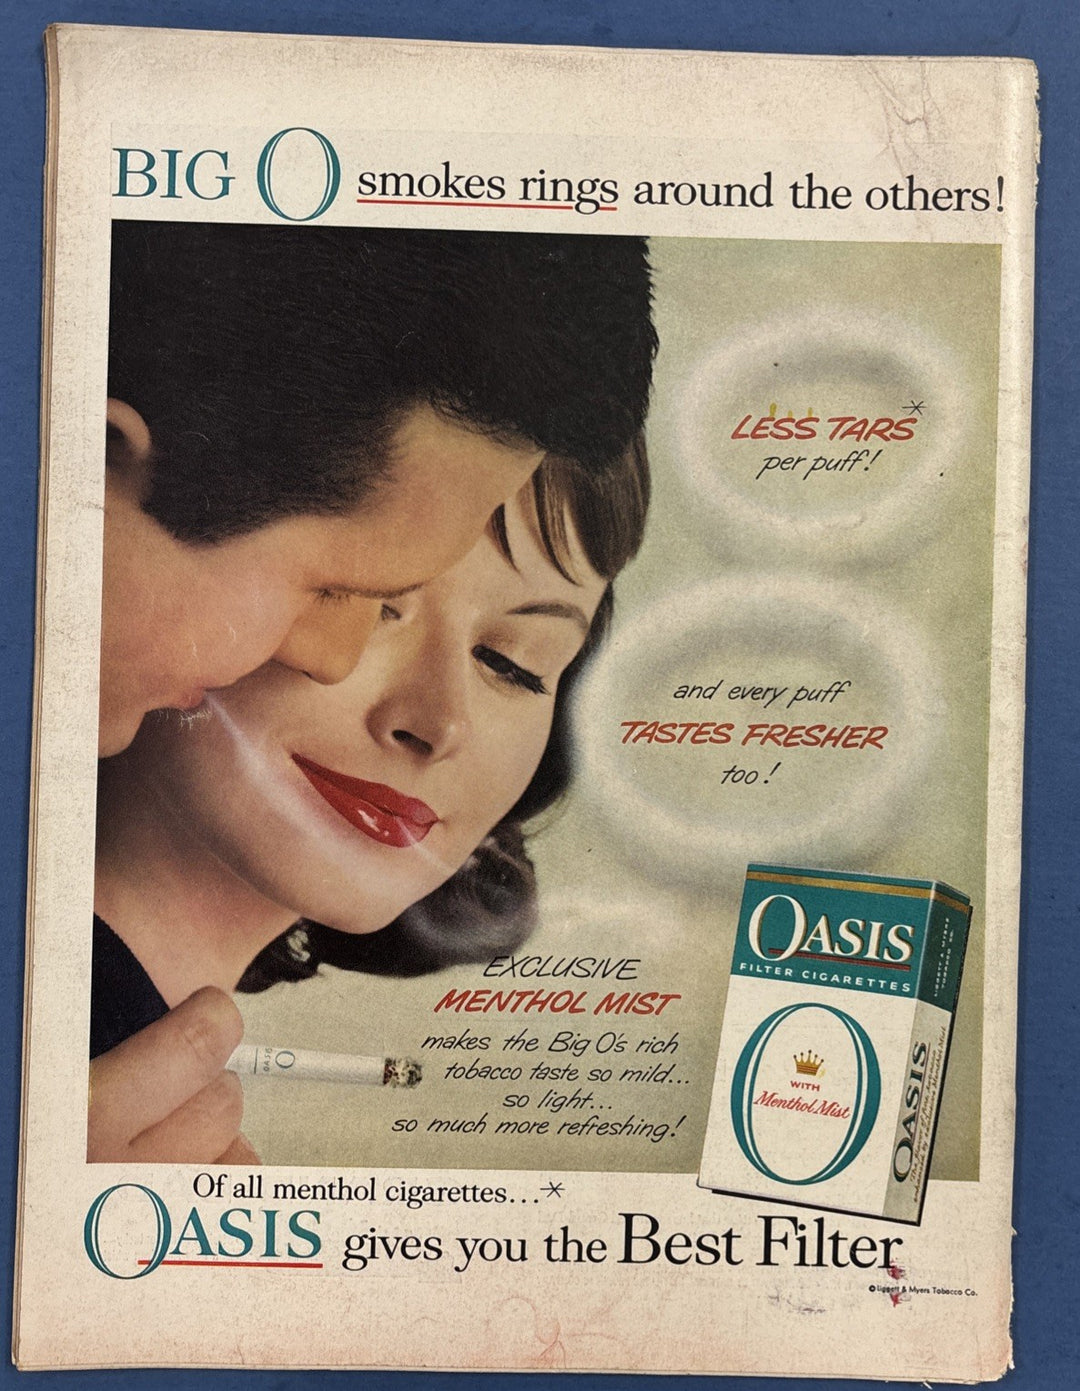 BIG O smokes rings around the others!
LESS TARS*
per puff!
and every puff
TASTES FRESHER
too!
EXCLUSIVE
MENTHOL MIST
makes the Big O's rich
tobacco taste so mild...
so light...
so much more refreshing!
OASIS
OASIS
FILTER CIGARETTES
O
WITH
Menthol Mist
OASIS
Of all menthol cigarettes...*
OASIS gives you the Best Filter
© Liggett & Myers Tobacco Co.